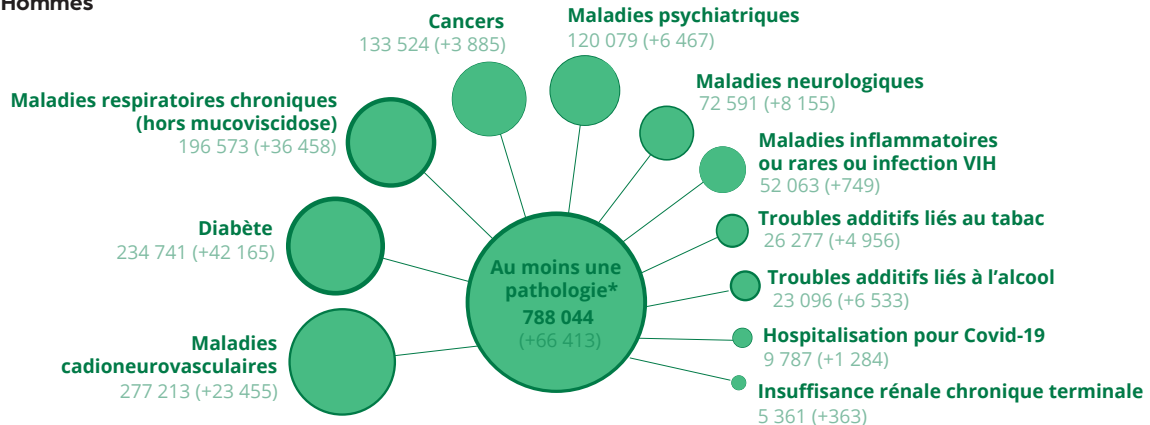 Hommes
Cancers
133 524 (+3 885)
Maladies psychiatriques
120 079 (+6 467)
Maladies neurologiques
72 591 (+8 155)
Maladies respiratoires chroniques
(hors mucoviscidose)
196 573 (+36 458)
Maladies inflammatoires
ou rares ou infection VIH
52 063 (+749)
Diabète
234 741 (+42 165)
Troubles additifs liés au tabac
26 277 (+4 956)
Au moins une
pathologie*
788 044
(+66 413)
Troubles additifs liés à l’alcool
23 096 (+6 533)
Maladies
cadioneurovasculaires
277 213 (+23 455)
Hospitalisation pour Covid-19
9 787 (+1 284)
Insuffisance rénale chronique terminale
5 361 (+363)